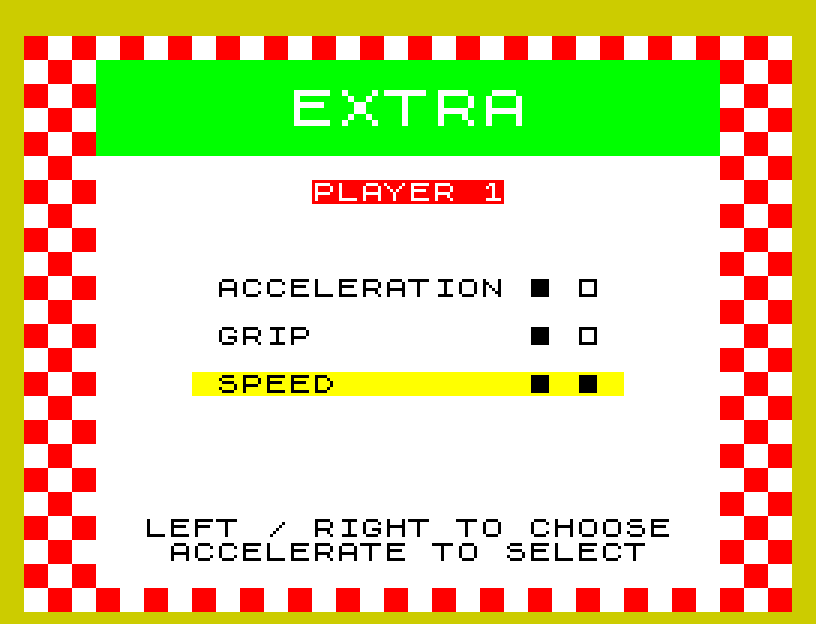 EXTRA
PLAYER 1
ACCELERATION ■ □
GRIP ■ □
SPEED ■ ■
LEFT / RIGHT TO CHOOSE
ACCELERATE TO SELECT